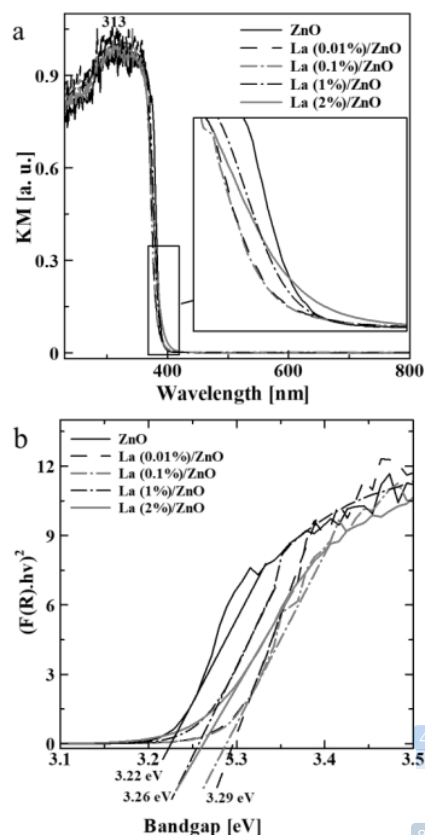 a
313
ZnO
La (0.01%)/ZnO
La (0.1%)/ZnO
La (1%)/ZnO
La (2%)/ZnO
0.9
0.6
0.3
0
KM [a. u.]
400
600
800
Wavelength [nm]
b
ZnO
La (0.01%)/ZnO
La (0.1%)/ZnO
La (1%)/ZnO
La (2%)/ZnO
12
9
6
3
0
(F(R).hν)²
3.1
3.2
3.3
3.4
3.5
3.22 eV
3.26 eV
3.29 eV
Bandgap [eV]
4